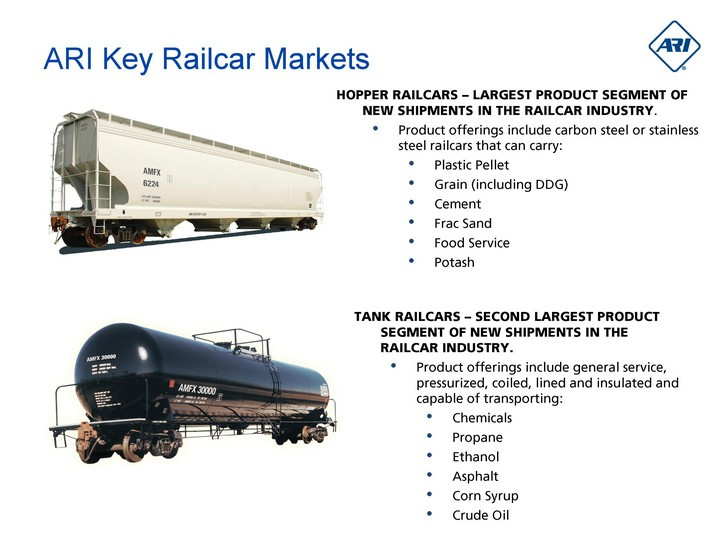 ARI Key Railcar Markets
ARI
HOPPER RAILCARS – LARGEST PRODUCT SEGMENT OF
NEW SHIPMENTS IN THE RAILCAR INDUSTRY.
• Product offerings include carbon steel or stainless
steel railcars that can carry:
• Plastic Pellet
• Grain (including DDG)
• Cement
• Frac Sand
• Food Service
• Potash
AMFX
6224
TANK RAILCARS – SECOND LARGEST PRODUCT
SEGMENT OF NEW SHIPMENTS IN THE
RAILCAR INDUSTRY.
• Product offerings include general service,
pressurized, coiled, lined and insulated and
capable of transporting:
• Chemicals
• Propane
• Ethanol
• Asphalt
• Corn Syrup
• Crude Oil
AMFX 30000
AMFX 30000